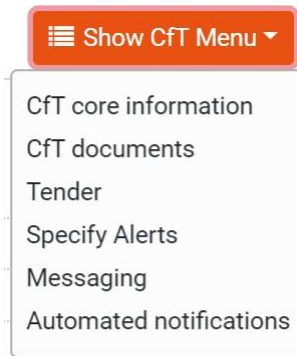 Show CfT Menu
CfT core information
CfT documents
Tender
Specify Alerts
Messaging
Automated notifications